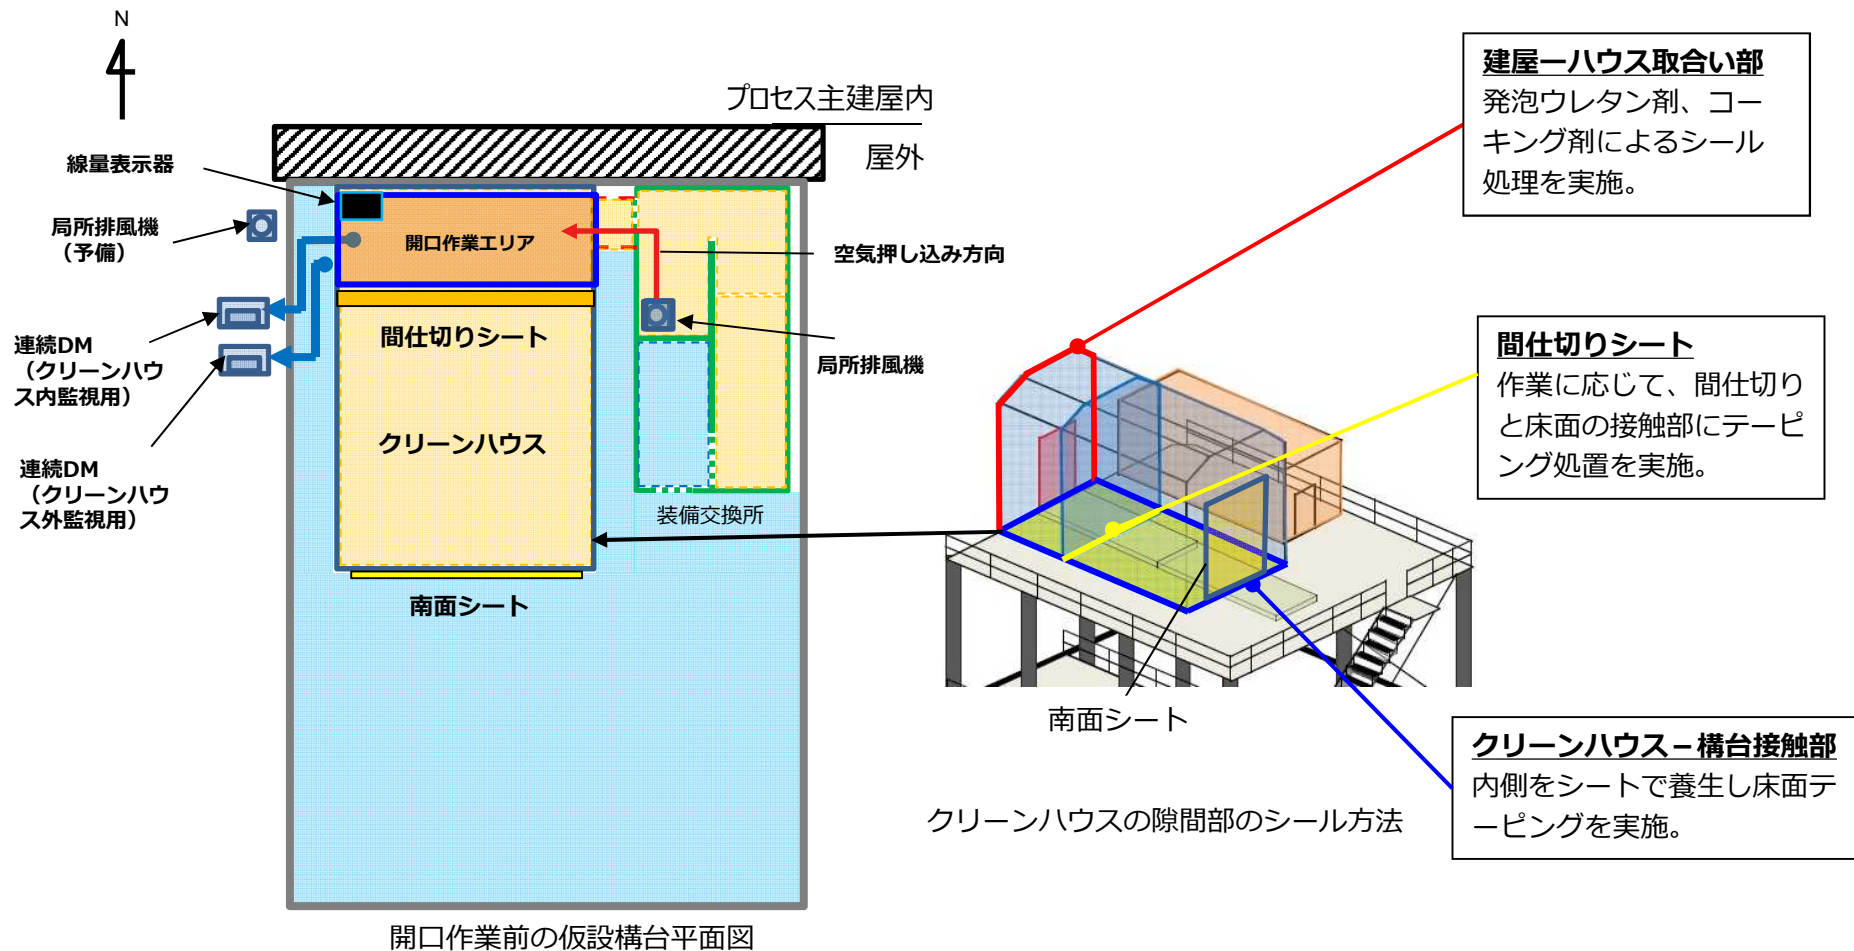 N
プロセス主建屋内
屋外
線量表示器
局所排風機
（予備）
開口作業エリア
空気押し込み方向
間仕切りシート
局所排風機
連続DM
（クリーンハウ
ス内監視用）
クリーンハウス
連続DM
（クリーンハウ
ス外監視用）
装備交換所
南面シート
開口作業前の仮設構台平面図
建屋ーハウス取合い部
発泡ウレタン剤、コー
キング剤によるシール
処理を実施。
間仕切りシート
作業に応じて、間仕切り
と床面の接触部にテーピ
ング処置を実施。
南面シート
クリーンハウス－構台接触部
内側をシートで養生し床面テ
ーピングを実施。
クリーンハウスの隙間部のシール方法